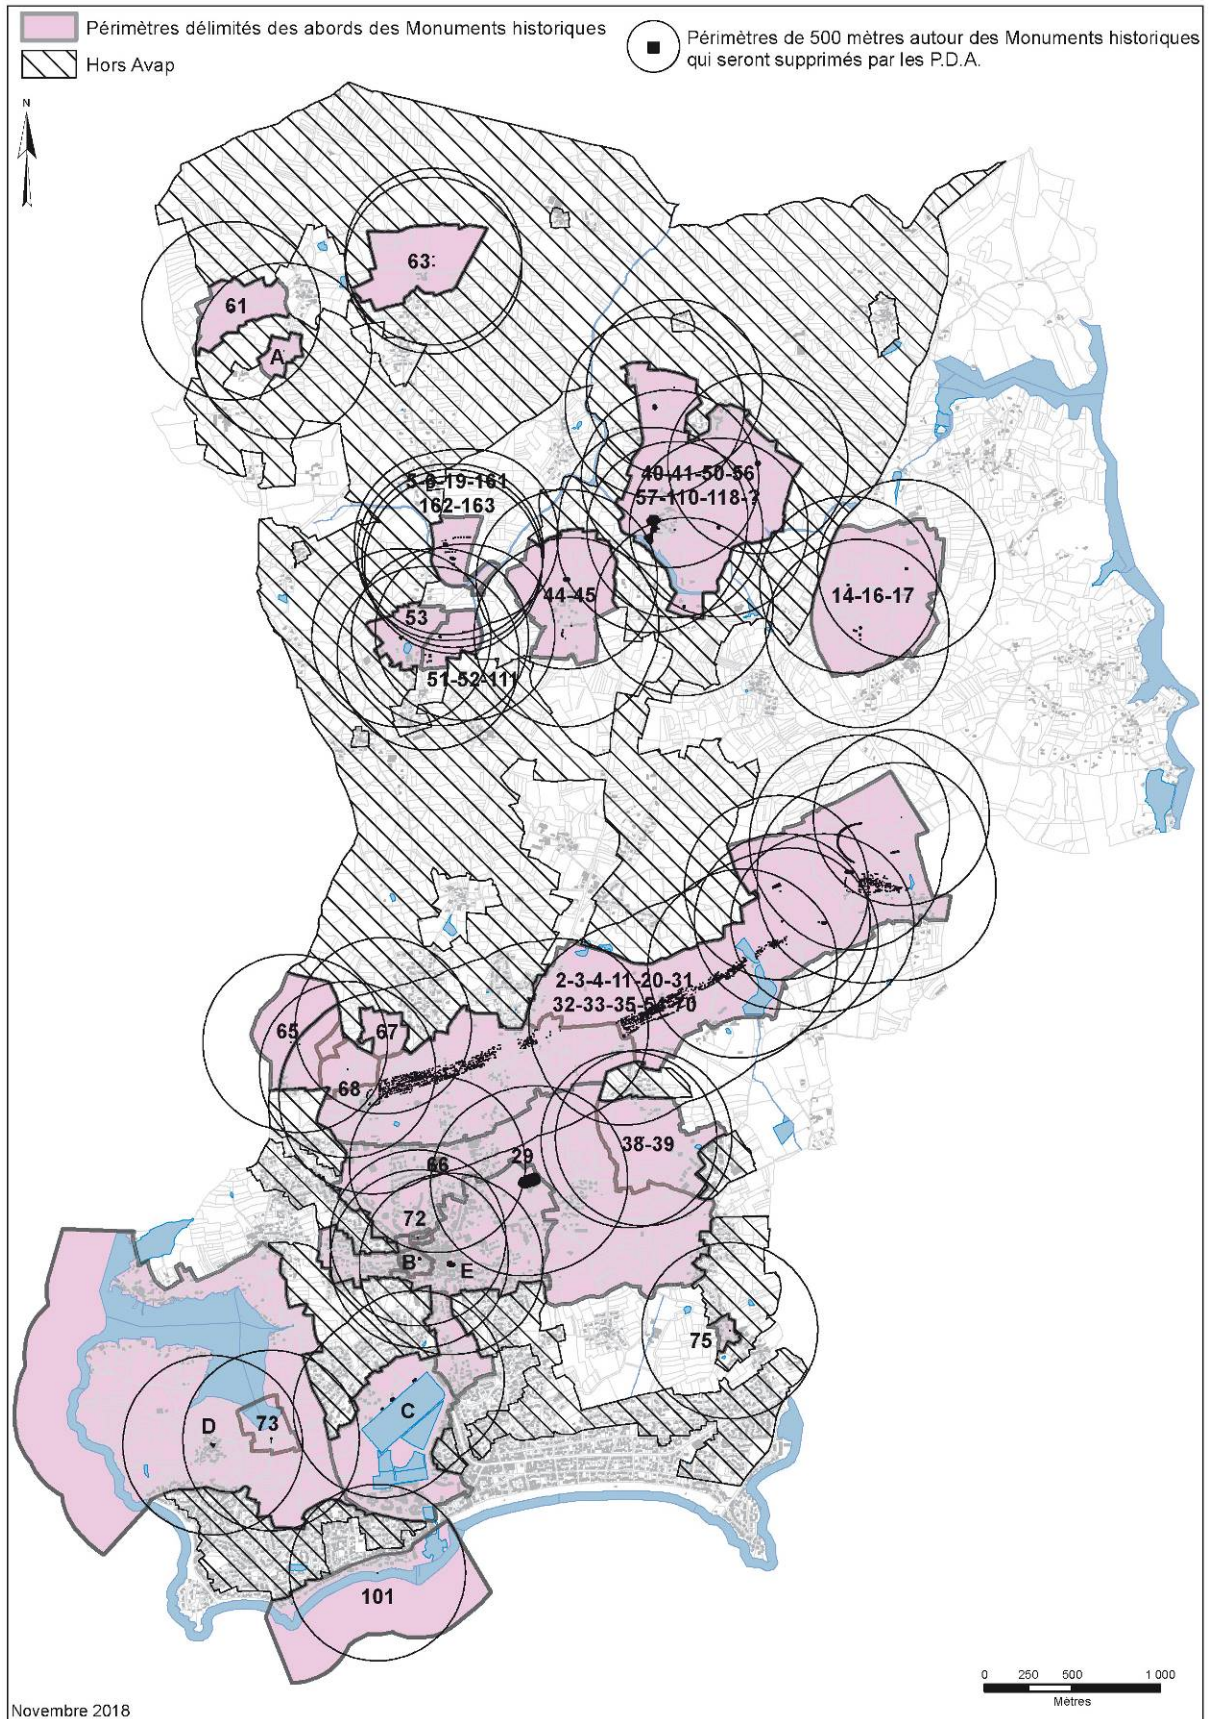 Périmètres délimités des abords des Monuments historiques
Hors Avap
Périmètres de 500 mètres autour des Monuments historiques
qui seront supprimés par les P.D.A.
N
63
61
A
5-6-19-161
162-163
40-41-50-56
57-110-118-?
53
44-45
14-16-17
51-52-111
2-3-4-11-20-31
32-33-35-54-70
65
67
68
38-39
66
29
72
B
E
75
C
D
73
101
0 250 500 1 000
Mètres
Novembre 2018